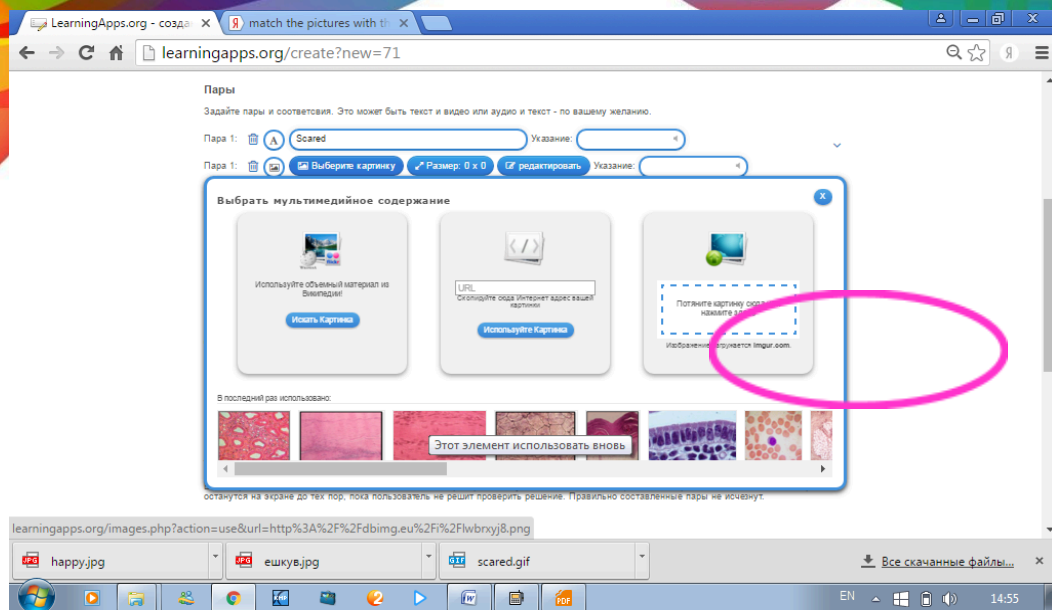 LearningApps.org - созда
match the pictures with th
learningapps.org/create?new=71
Пары
Задайте пары и соответсвия. Это может быть текст и видео или аудио и текст - по вашему желанию.
Пара 1: A Scared Указание:
Пара 1: Выберите картинку Размер: 0 x 0 редактировать Указание:
Выбрать мультимедийное содержание
x
Используйте объемный материал из
Википедии!
Искать Картинка
URL
Скопируйте сюда Интернет адрес вашей
картинки
Используйте Картинка
Потяните картинку сюда
нажмите
Изображение загружается imgur.com.
В последний раз использовано:
Этот элемент использовать вновь
останутся на экране до тех пор, пока пользователь не решит проверить решение. Правильно составленные пары не исчезнут.
learningapps.org/images.php?action=use&url=http%3A%2F%2Fdbimg.eu%2Fi%2Flwbrxyj8.png
JPG happy.jpg
JPG ешкув.jpg
GIF scared.gif
Все скачанные файлы...
KMP
PDF
EN
14:55